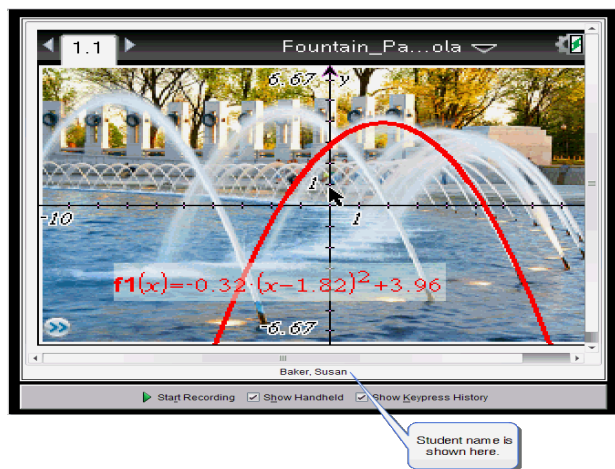 1.1 Fountain_Pa...ola
6.67 y
1
-10 1
f1(x)=-0.32·(x-1.82)²+3.96
-6.67
Baker, Susan
Start Recording Show Handheld Show Keypress History
Student name is
shown here.